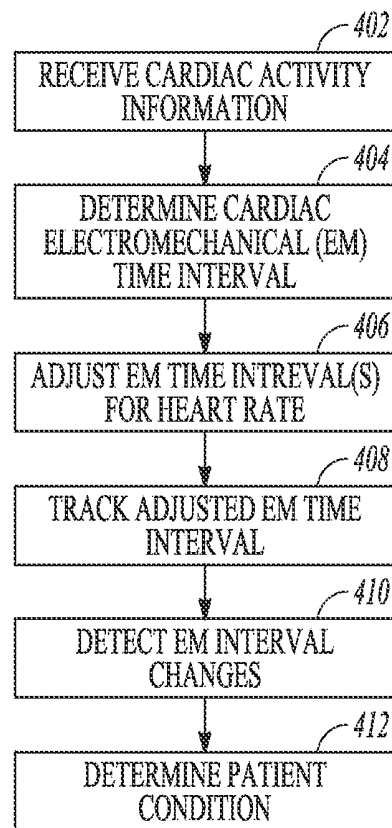 402
RECEIVE CARDIAC ACTIVITY
INFORMATION
404
DETERMINE CARDIAC
ELECTROMECHANICAL (EM)
TIME INTERVAL
406
ADJUST EM TIME INTREVAL(S)
FOR HEART RATE
408
TRACK ADJUSTED EM TIME
INTERVAL
410
DETECT EM INTERVAL
CHANGES
412
DETERMINE PATIENT
CONDITION